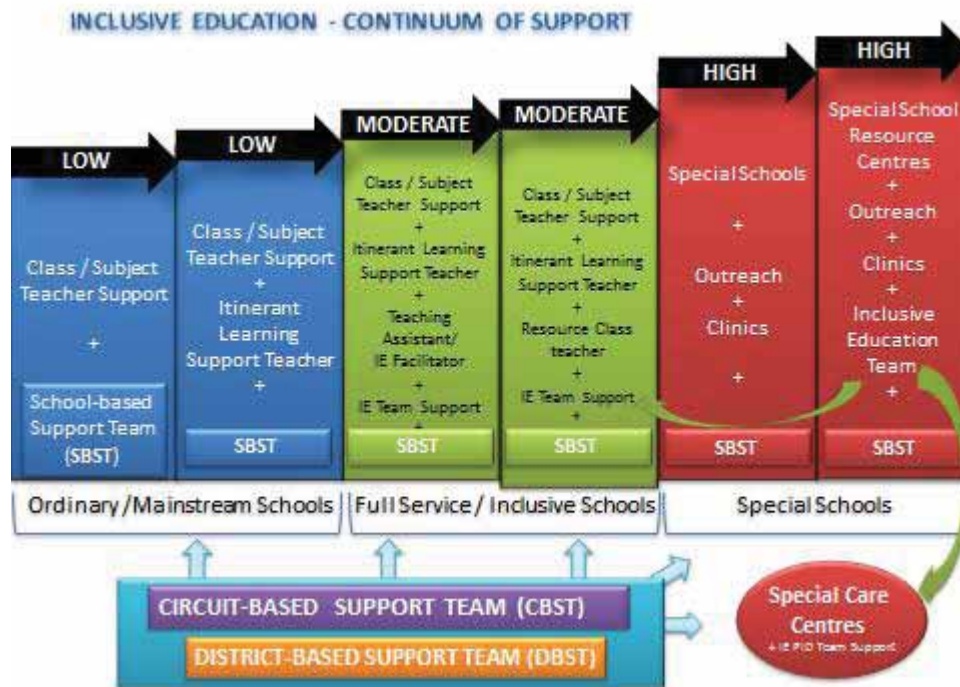 INCLUSIVE EDUCATION - CONTINUUM OF SUPPORT
LOW
Class / Subject
Teacher Support
+
School-based
Support Team
(SBST)
LOW
Class / Subject
Teacher Support
+
Itinerant
Learning
Support Teacher
+
SBST
MODERATE
Class / Subject
Teacher Support
+
Itinerant Learning
Support Teacher
+
Teaching
Assistant/
IE Facilitator
+
IE Team Support
+
SBST
MODERATE
Class / Subject
Teacher Support
+
Itinerant Learning
Support Teacher
+
Resource Class
teacher
+
IE Team Support
+
SBST
HIGH
Special Schools
+
Outreach
+
Clinics
+
SBST
HIGH
Special School
Resource
Centres
+
Outreach
+
Clinics
+
Inclusive
Education
Team
+
SBST
Ordinary / Mainstream Schools
Full Service / Inclusive Schools
Special Schools
CIRCUIT-BASED SUPPORT TEAM (CBST)
DISTRICT-BASED SUPPORT TEAM (DBST)
Special Care
Centres
+ IE PID Team Support